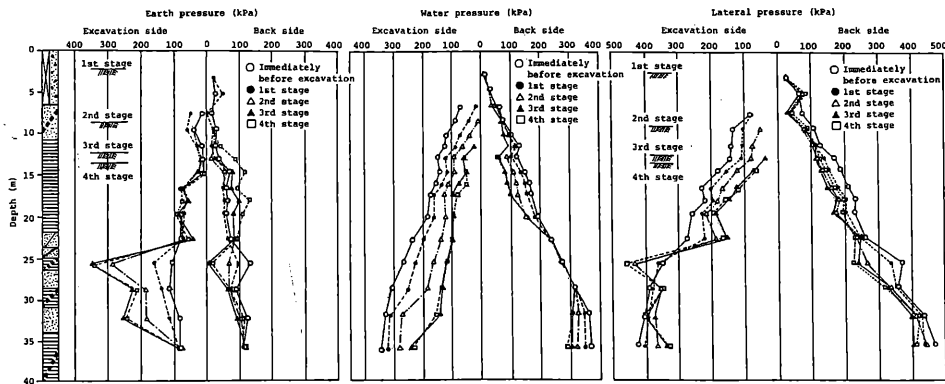 Earth pressure (kPa)
Excavation side
Back side
400 300 200 100 0 100 200 300 400
Depth (m)
0
5
10
15
20
25
30
35
40
1st stage
2nd stage
3rd stage
4th stage
Immediately
before excavation
1st stage
2nd stage
3rd stage
4th stage
Water pressure (kPa)
Excavation side
Back side
400 300 200 100 0 100 200 300 400
Immediately
before excavation
1st stage
2nd stage
3rd stage
4th stage
Lateral pressure (kPa)
Excavation side
Back side
500 400 300 200 100 0 100 200 300 400 500
1st stage
2nd stage
3rd stage
4th stage
Immediately
before excavation
1st stage
2nd stage
3rd stage
4th stage